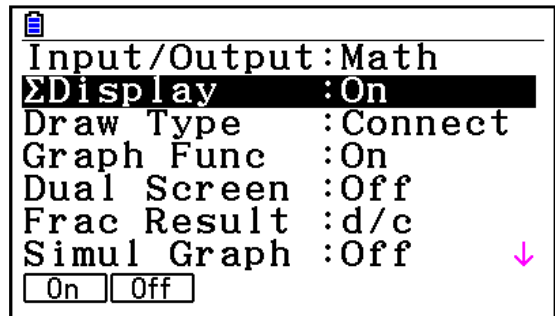 Input/Output:Math
ΣDisplay :On
Draw Type :Connect
Graph Func :On
Dual Screen :Off
Frac Result :d/c
Simul Graph :Off ↓
On Off